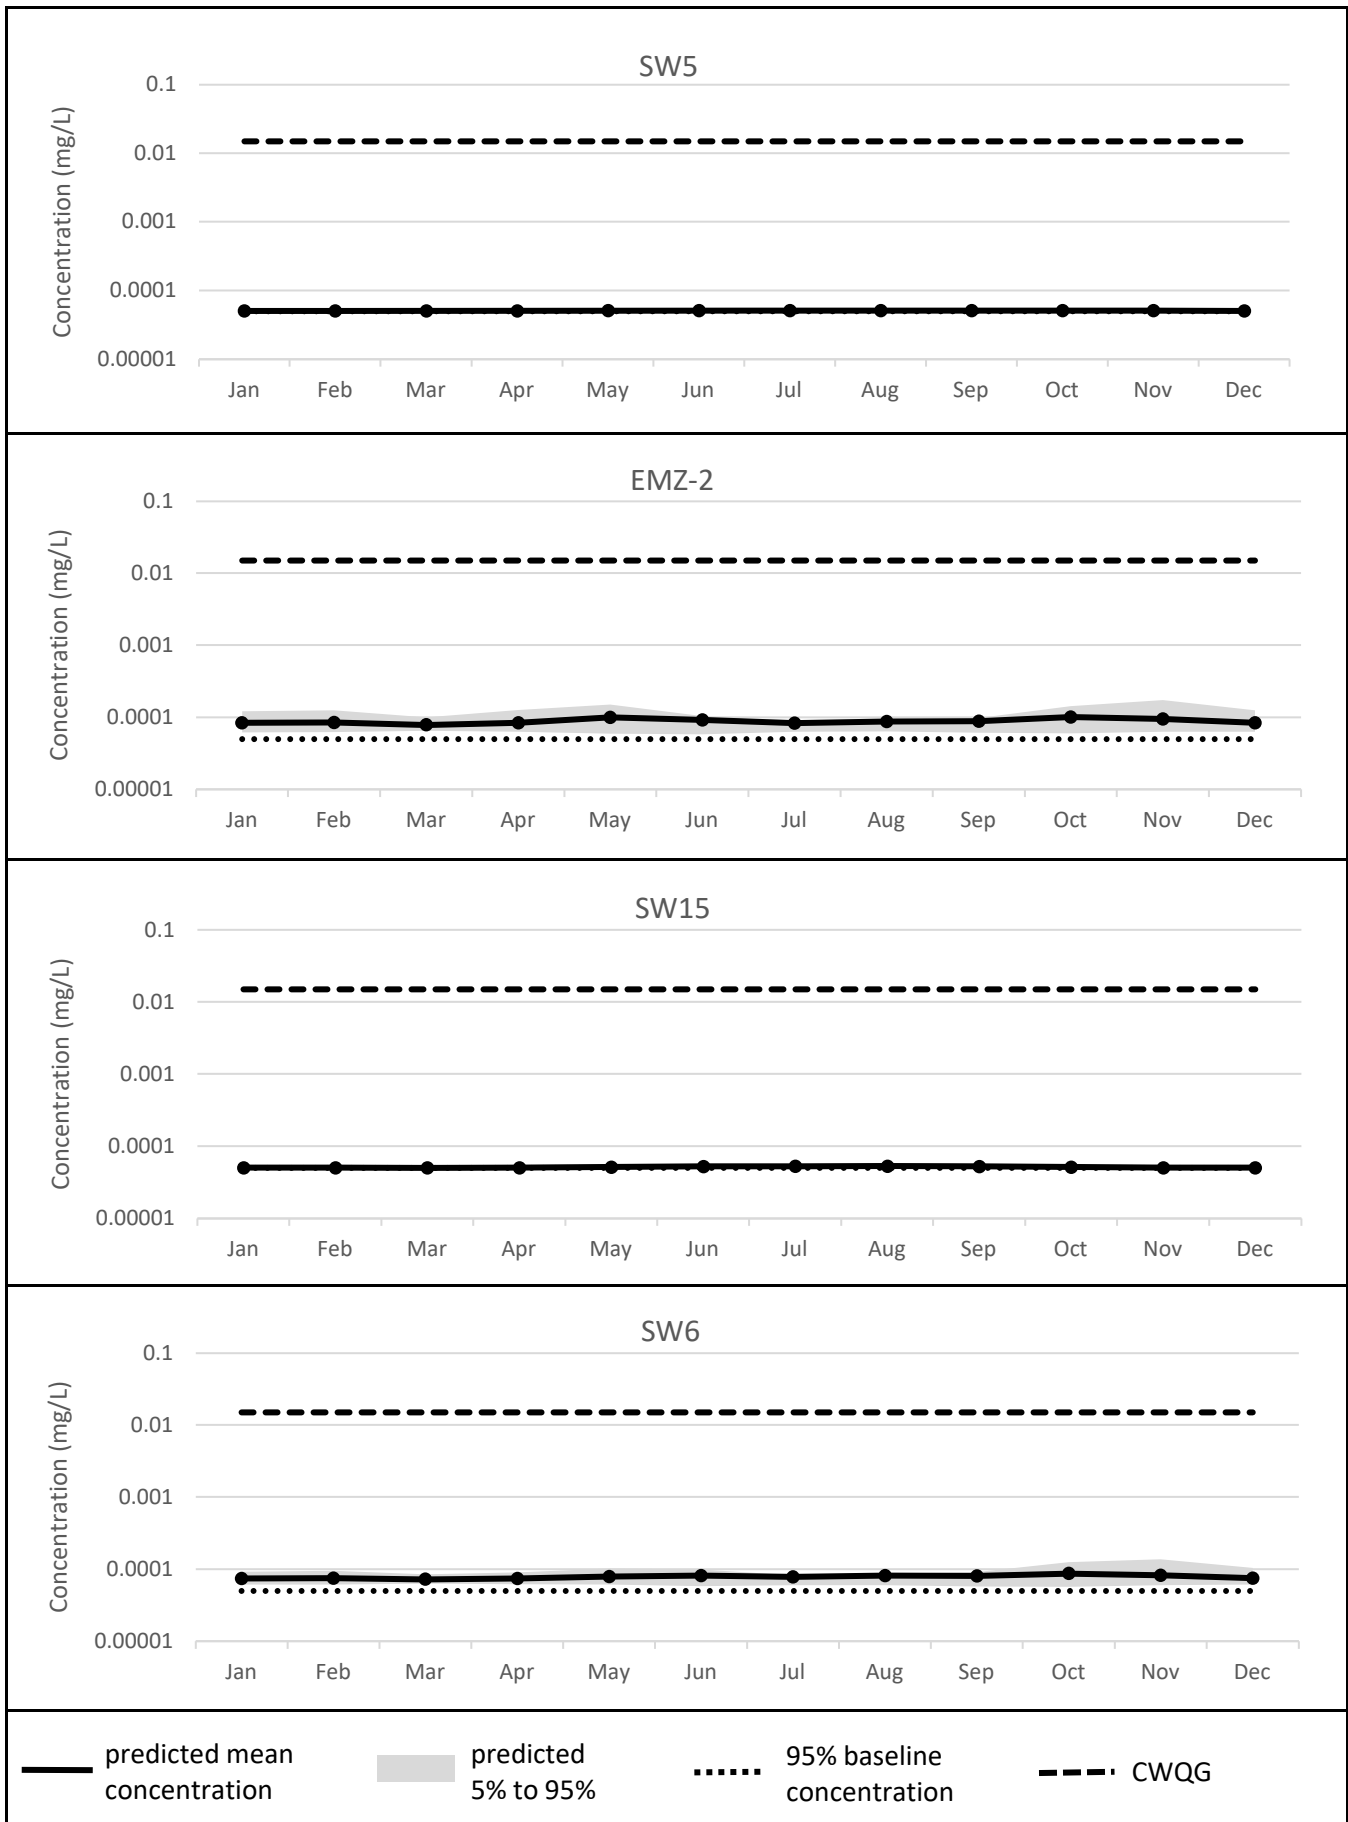 SW5
Concentration (mg/L)
0.1
0.01
0.001
0.0001
0.00001
Jan Feb Mar Apr May Jun Jul Aug Sep Oct Nov Dec
EMZ-2
Concentration (mg/L)
0.1
0.01
0.001
0.0001
0.00001
Jan Feb Mar Apr May Jun Jul Aug Sep Oct Nov Dec
SW15
Concentration (mg/L)
0.1
0.01
0.001
0.0001
0.00001
Jan Feb Mar Apr May Jun Jul Aug Sep Oct Nov Dec
SW6
Concentration (mg/L)
0.1
0.01
0.001
0.0001
0.00001
Jan Feb Mar Apr May Jun Jul Aug Sep Oct Nov Dec
predicted mean
concentration
predicted
5% to 95%
95% baseline
concentration
CWQG